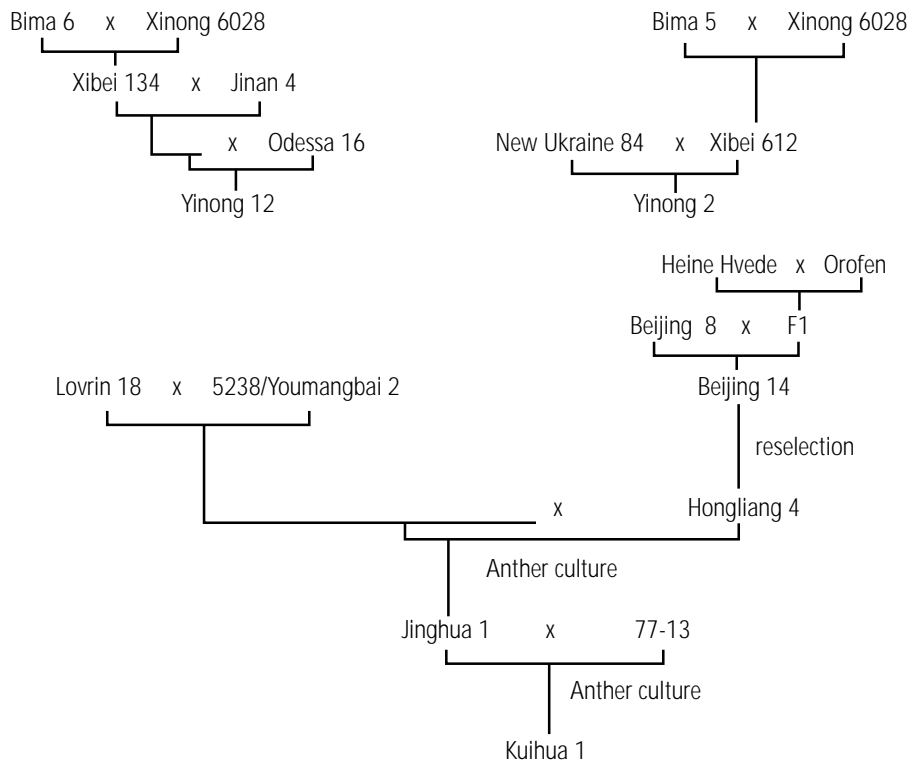 Bima 6 x Xinong 6028
Bima 5 x Xinong 6028
Xibei 134 x Jinan 4
x Odessa 16
New Ukraine 84 x Xibei 612
Yinong 12
Yinong 2
Heine Hvede x Orofen
Beijing 8 x F1
Lovrin 18 x 5238/Youmangbai 2
Beijing 14
reselection
x Hongliang 4
Anther culture
Jinghua 1 x 77-13
Anther culture
Kuihua 1